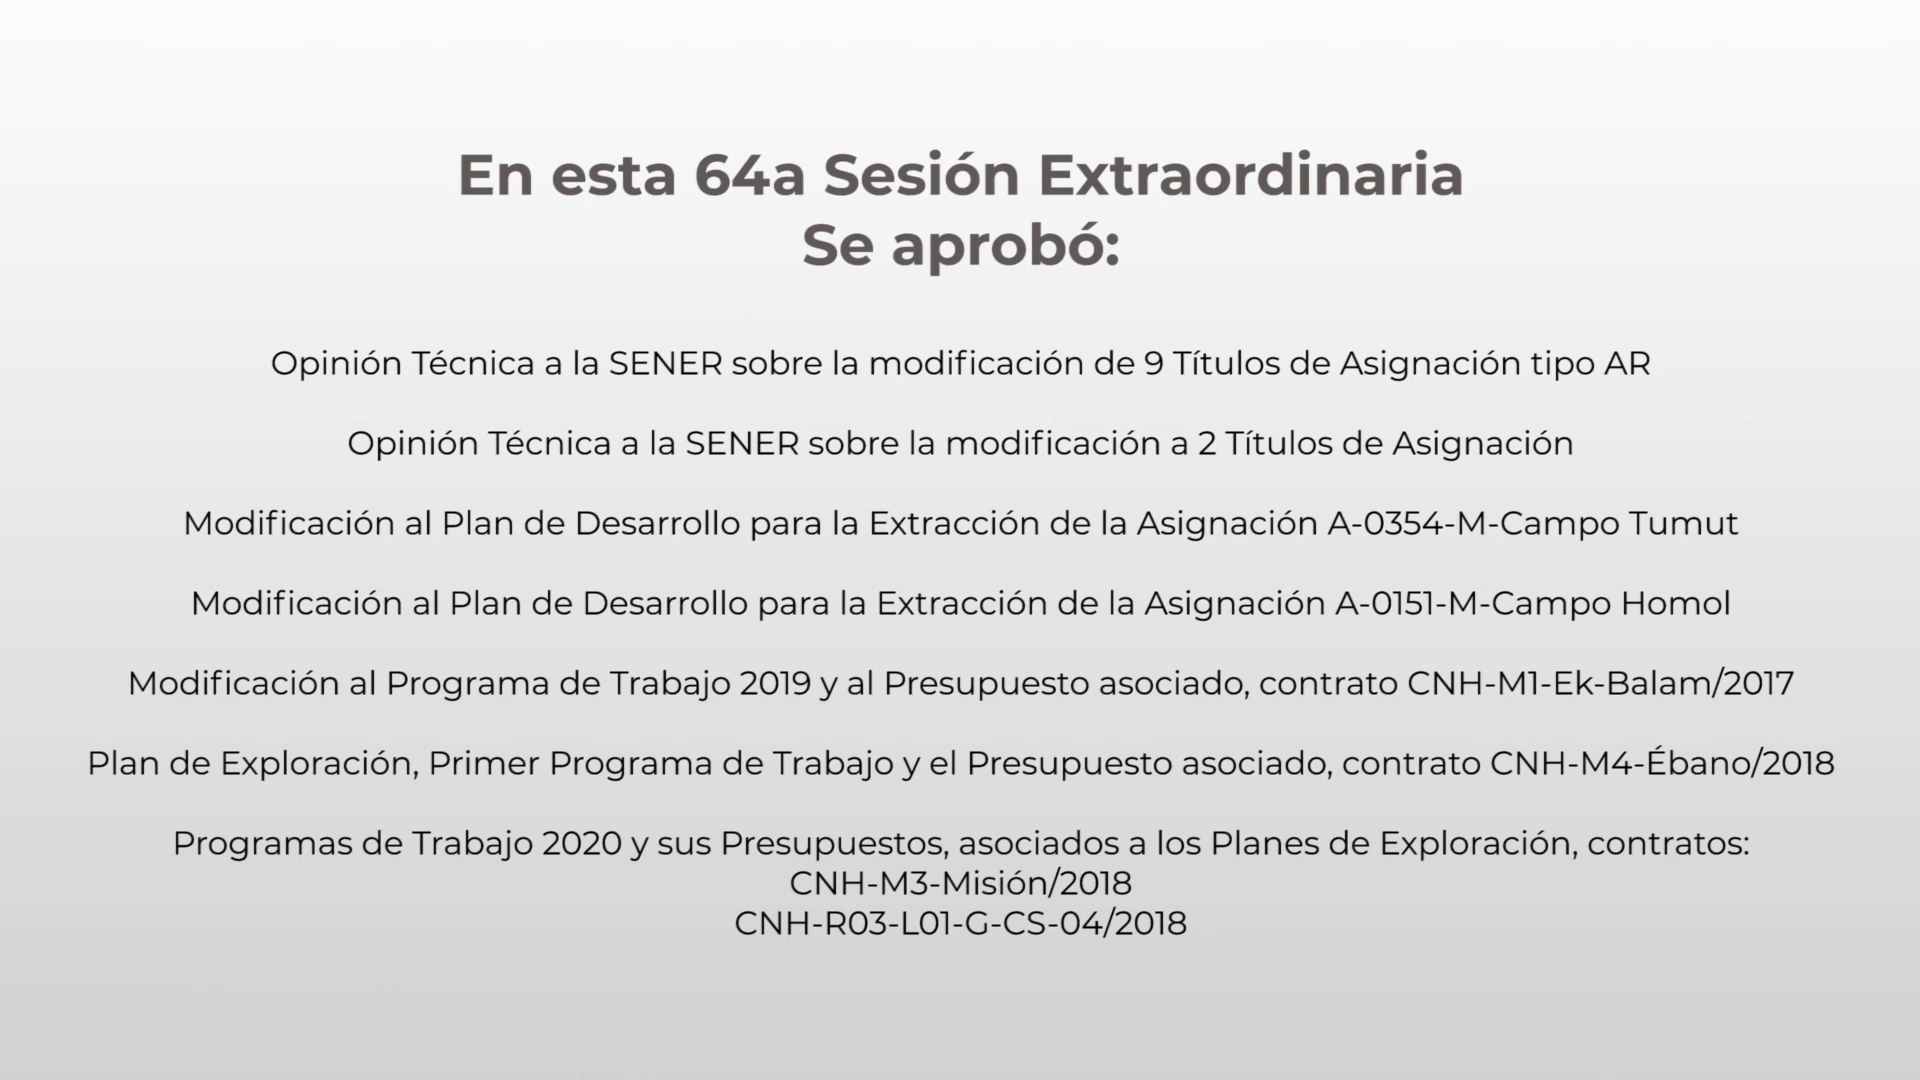 En esta 64a Sesión Extraordinaria
Se aprobó:
Opinión Técnica a la SENER sobre la modificación de 9 Títulos de Asignación tipo AR
Opinión Técnica a la SENER sobre la modificación a 2 Títulos de Asignación
Modificación al Plan de Desarrollo para la Extracción de la Asignación A-0354-M-Campo Tumut
Modificación al Plan de Desarrollo para la Extracción de la Asignación A-0151-M-Campo Homol
Modificación al Programa de Trabajo 2019 y al Presupuesto asociado, contrato CNH-M1-Ek-Balam/2017
Plan de Exploración, Primer Programa de Trabajo y el Presupuesto asociado, contrato CNH-M4-Ébano/2018
Programas de Trabajo 2020 y sus Presupuestos, asociados a los Planes de Exploración, contratos:
CNH-M3-Misión/2018
CNH-R03-L01-G-CS-04/2018